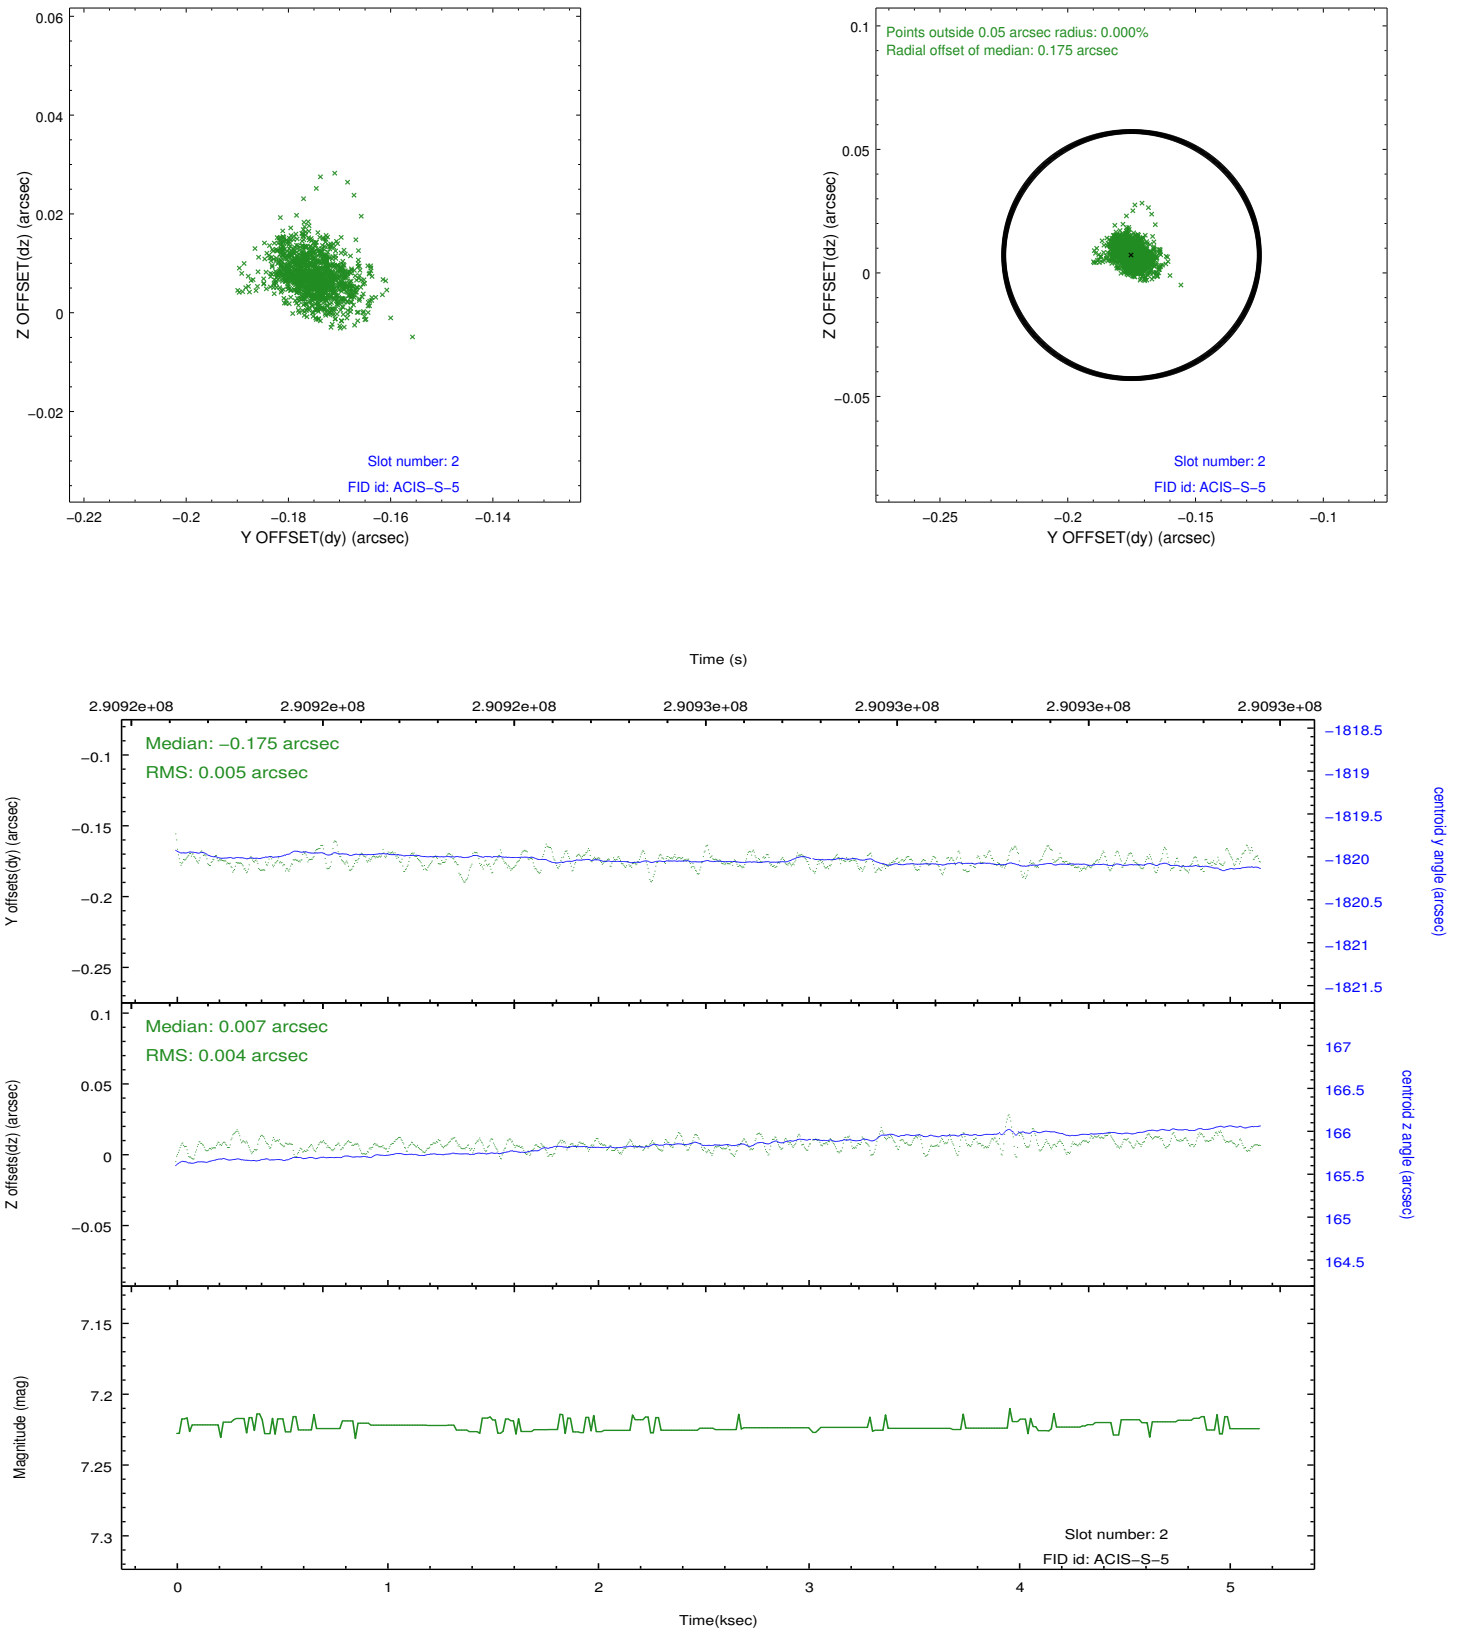 0.06
0.04
0.02
0
−0.02
Z OFFSET(dz) (arcsec)
Slot number: 2
FID id: ACIS−S−5
−0.22
−0.2
−0.18
−0.16
−0.14
Y OFFSET(dy) (arcsec)
Points outside 0.05 arcsec radius: 0.000%
Radial offset of median: 0.175 arcsec
0.1
0.05
0
−0.05
Z OFFSET(dz) (arcsec)
Slot number: 2
FID id: ACIS−S−5
−0.25
−0.2
−0.15
−0.1
Y OFFSET(dy) (arcsec)
Time (s)
2.9092e+08
2.9092e+08
2.9092e+08
2.9093e+08
2.9093e+08
2.9093e+08
2.9093e+08
Median: −0.175 arcsec
RMS: 0.005 arcsec
−0.1
−0.15
−0.2
−0.25
Y offsets(dy) (arcsec)
−1818.5
−1819
−1819.5
−1820
−1820.5
−1821
−1821.5
centroid y angle (arcsec)
Median: 0.007 arcsec
RMS: 0.004 arcsec
0.1
0.05
0
−0.05
Z offsets(dz) (arcsec)
167
166.5
166
165.5
165
164.5
centroid z angle (arcsec)
7.15
7.2
7.25
7.3
Magnitude (mag)
Slot number: 2
FID id: ACIS−S−5
0
1
2
3
4
5
Time(ksec)